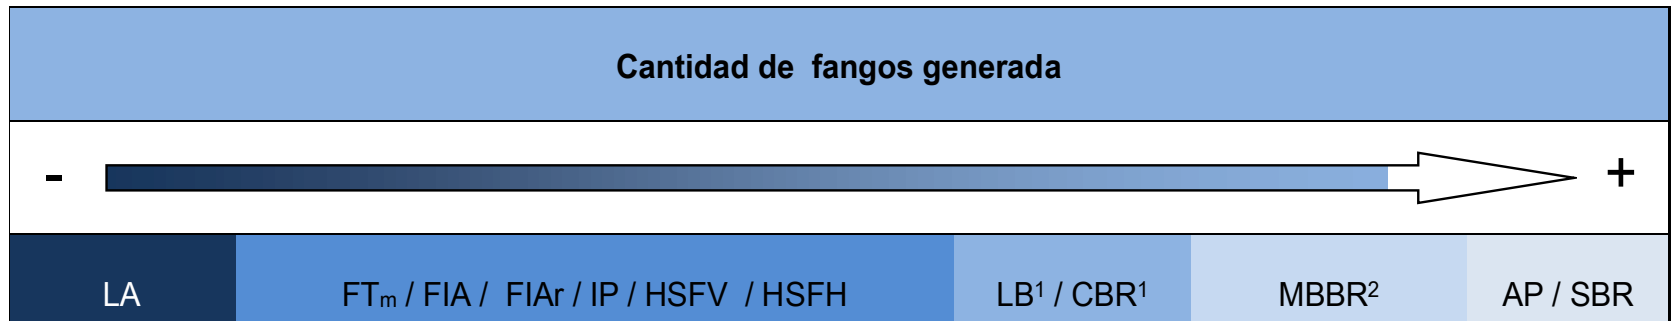 Cantidad de fangos generada
- +
LA FTm / FIA / FIAr / IP / HSFV / HSFH LB¹ / CBR¹ MBBR² AP / SBR